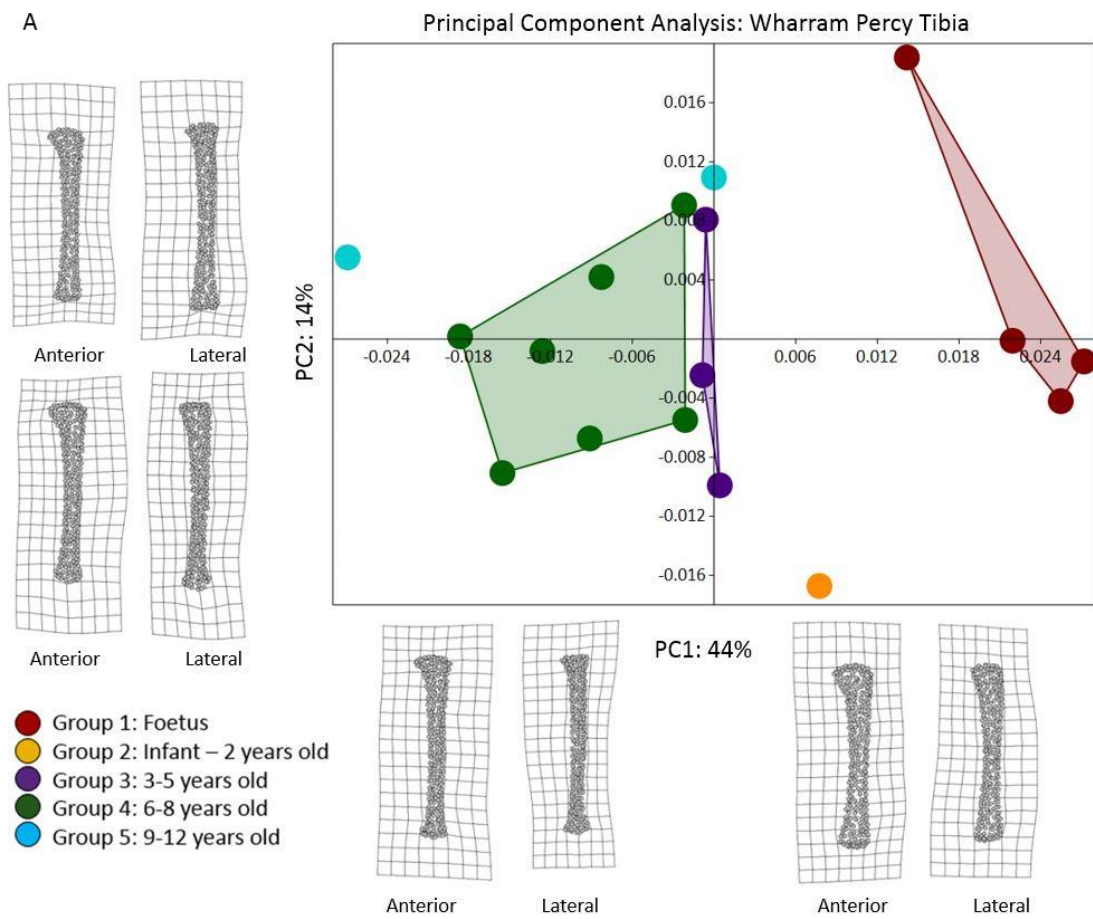 A
Principal Component Analysis: Wharram Percy Tibia
0.016
0.012
0.008
0.004
-0.024
-0.018
-0.012
-0.006
0.006
0.012
0.018
0.024
-0.004
-0.008
-0.012
-0.016
PC2: 14%
PC1: 44%
Anterior
Lateral
Anterior
Lateral
Group 1: Foetus
Group 2: Infant – 2 years old
Group 3: 3-5 years old
Group 4: 6-8 years old
Group 5: 9-12 years old
Anterior
Lateral
Anterior
Lateral